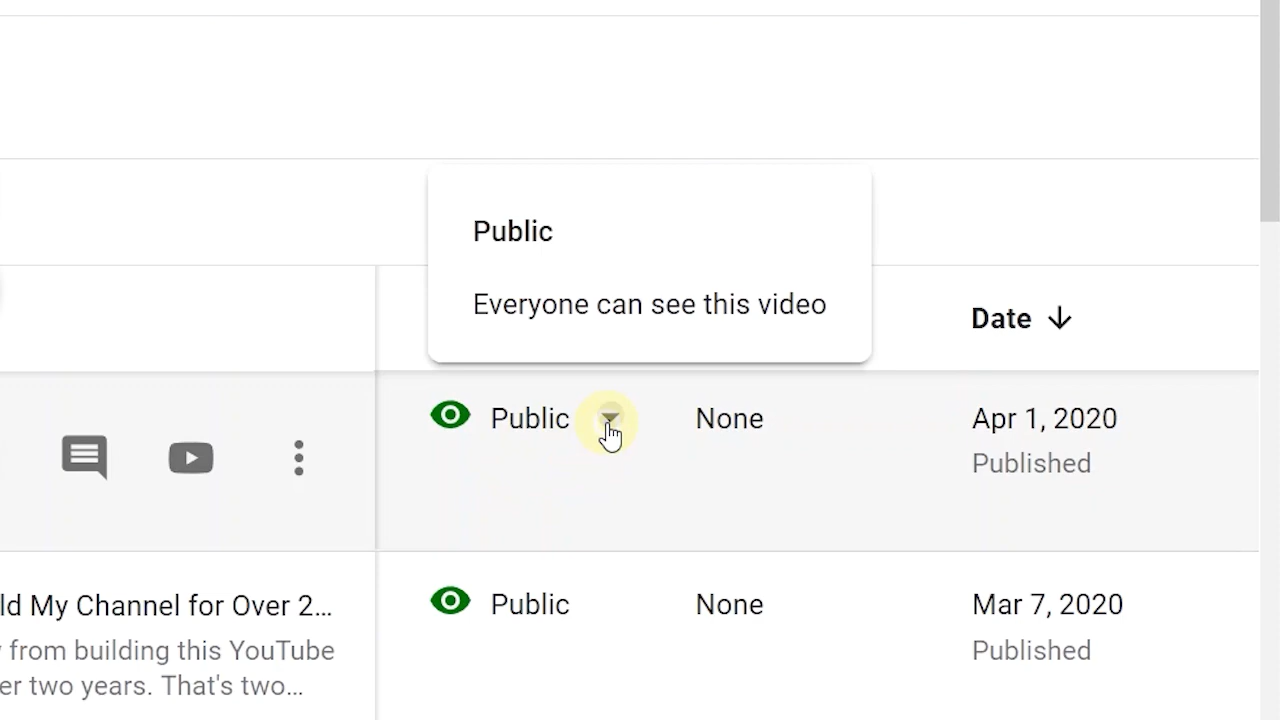 Public
Everyone can see this video
Date
Public None Apr 1, 2020
Published
ld My Channel for Over 2... Public None Mar 7, 2020
from building this YouTube Published
er two years. That's two...